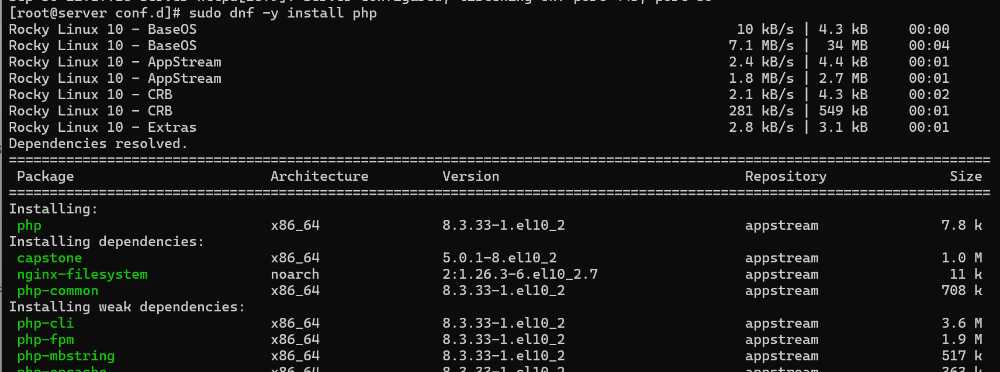 [root@server conf.d]# sudo dnf -y install php
Rocky Linux 10 - BaseOS 10 kB/s | 4.3 kB 00:00
Rocky Linux 10 - BaseOS 7.1 MB/s | 34 MB 00:04
Rocky Linux 10 - AppStream 2.4 kB/s | 4.4 kB 00:01
Rocky Linux 10 - AppStream 1.8 MB/s | 2.7 MB 00:01
Rocky Linux 10 - CRB 2.1 kB/s | 4.3 kB 00:02
Rocky Linux 10 - CRB 281 kB/s | 549 kB 00:01
Rocky Linux 10 - Extras 2.8 kB/s | 3.1 kB 00:01
Dependencies resolved.
Package Architecture Version Repository Size
Installing:
php x86_64 8.3.33-1.el10_2 appstream 7.8 k
Installing dependencies:
capstone x86_64 5.0.1-8.el10_2 appstream 1.0 M
nginx-filesystem noarch 2:1.26.3-6.el10_2.7 appstream 11 k
php-common x86_64 8.3.33-1.el10_2 appstream 708 k
Installing weak dependencies:
php-cli x86_64 8.3.33-1.el10_2 appstream 3.6 M
php-fpm x86_64 8.3.33-1.el10_2 appstream 1.9 M
php-mbstring x86_64 8.3.33-1.el10_2 appstream 517 k
php-opcache x86_64 8.3.33-1.el10_2 appstream 363 k